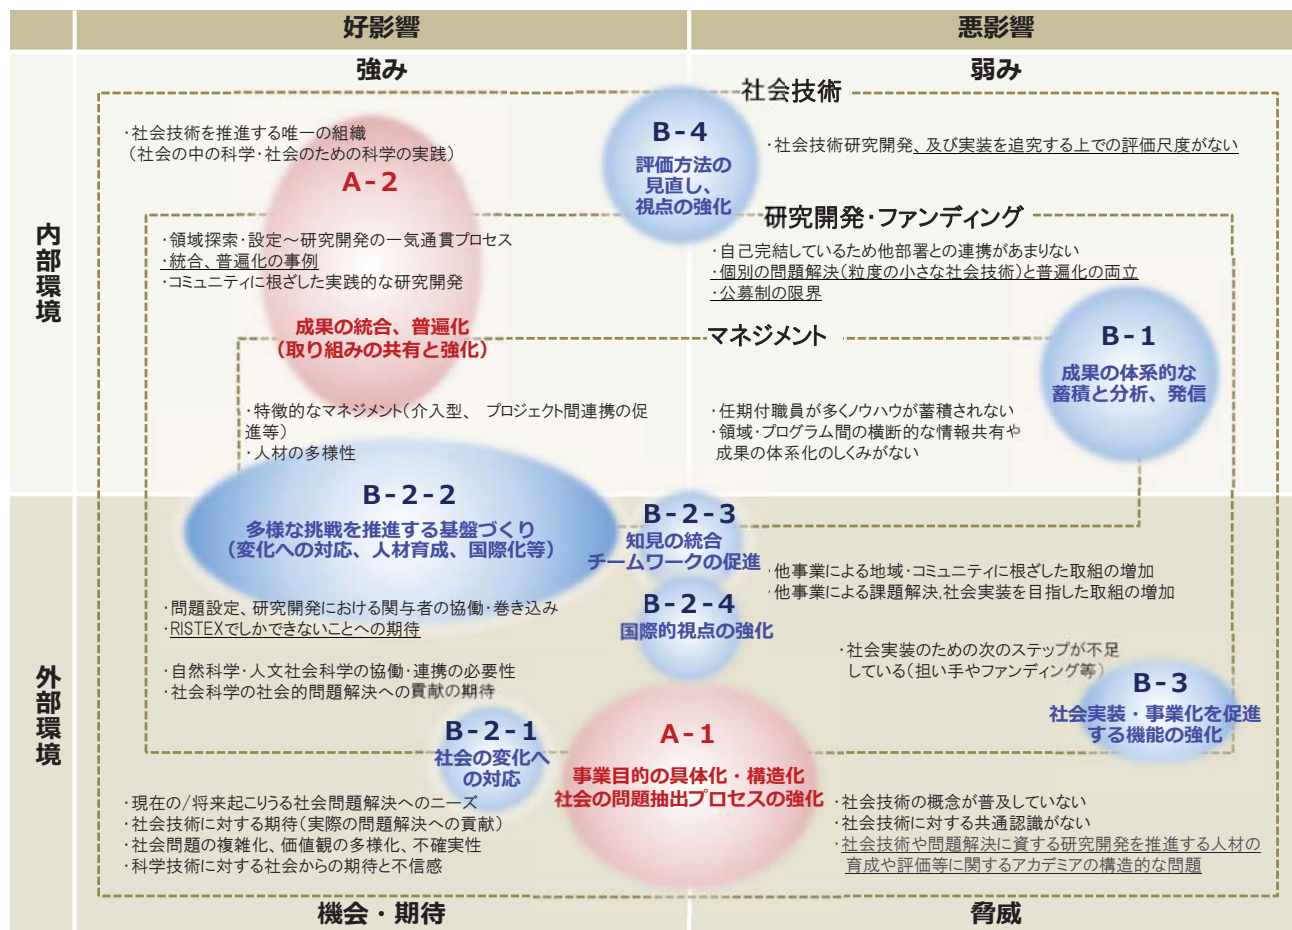 好影響
悪影響
強み
弱み
内部環境
外部環境
社会技術
・社会技術を推進する唯一の組織
(社会の中の科学・社会のための科学の実践)
A-2
B-4
評価方法の
見直し、
視点の強化
・社会技術研究開発、及び実装を追究する上での評価尺度がない
研究開発・ファンディング
・領域探索・設定～研究開発の一気通貫プロセス
・統合、普遍化の事例
・コミュニティに根ざした実践的な研究開発
成果の統合、普遍化
(取り組みの共有と強化)
・自己完結しているため他部署との連携があまりない
・個別の問題解決(粒度の小さな社会技術)と普遍化の両立
・公募制の限界
マネジメント
B-1
成果の体系的な
蓄積と分析、発信
・特徴的なマネジメント(介入型、 プロジェクト間連携の促
進等)
・人材の多様性
・任期付職員が多くノウハウが蓄積されない
・領域・プログラム間の横断的な情報共有や
成果の体系化のしくみがない
B-2-2
多様な挑戦を推進する基盤づくり
(変化への対応、人材育成、国際化等)
B-2-3
知見の統合
チームワークの促進
・他事業による地域・コミュニティに根ざした取組の増加
・他事業による課題解決,社会実装を目指した取組の増加
B-2-4
国際的視点の強化
・問題設定、研究開発における関与者の協働・巻き込み
・RISTEXでしかできないことへの期待
・自然科学・人文社会科学の協働・連携の必要性
・社会科学の社会的問題解決への貢献の期待
・社会実装のための次のステップが不足
している(担い手やファンディング等)
B-3
社会実装・事業化を促進
する機能の強化
B-2-1
社会の変化へ
の対応
A-1
事業目的の具体化・構造化
社会の問題抽出プロセスの強化
・現在の/将来起こりうる社会問題解決へのニーズ
・社会技術に対する期待(実際の問題解決への貢献)
・社会問題の複雑化、価値観の多様化、不確実性
・科学技術に対する社会からの期待と不信感
・社会技術の概念が普及していない
・社会技術に対する共通認識がない
・社会技術や問題解決に資する研究開発を推進する人材の
育成や評価等に関するアカデミアの構造的な問題
機会・期待
脅威